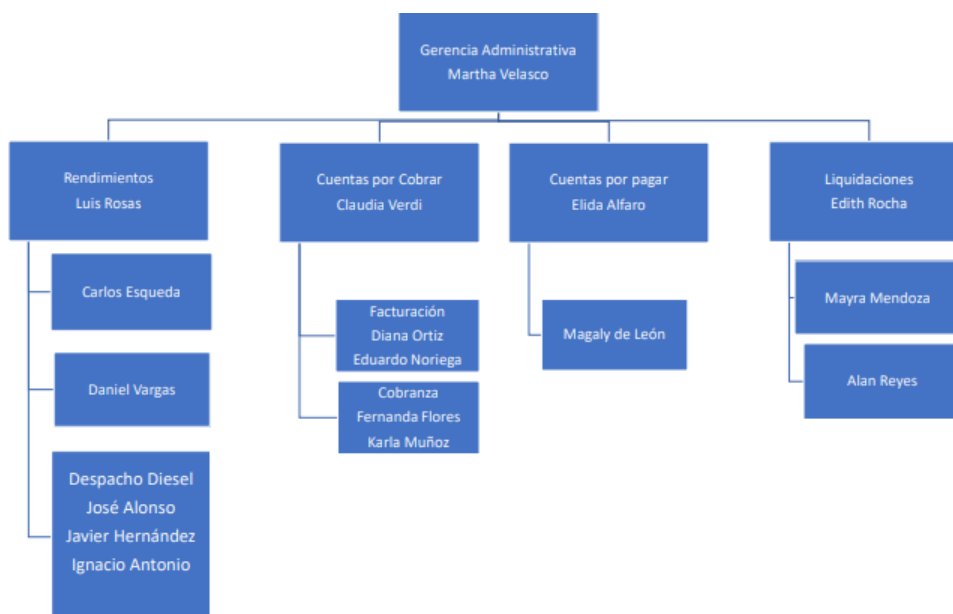 Gerencia Administrativa
Martha Velasco
Rendimientos
Luis Rosas
Cuentas por Cobrar
Claudia Verdi
Cuentas por pagar
Elida Alfaro
Liquidaciones
Edith Rocha
Carlos Esqueda
Daniel Vargas
Despacho Diesel
José Alonso
Javier Hernández
Ignacio Antonio
Facturación
Diana Ortiz
Eduardo Noriega
Cobranza
Fernanda Flores
Karla Muñoz
Magaly de León
Mayra Mendoza
Alan Reyes